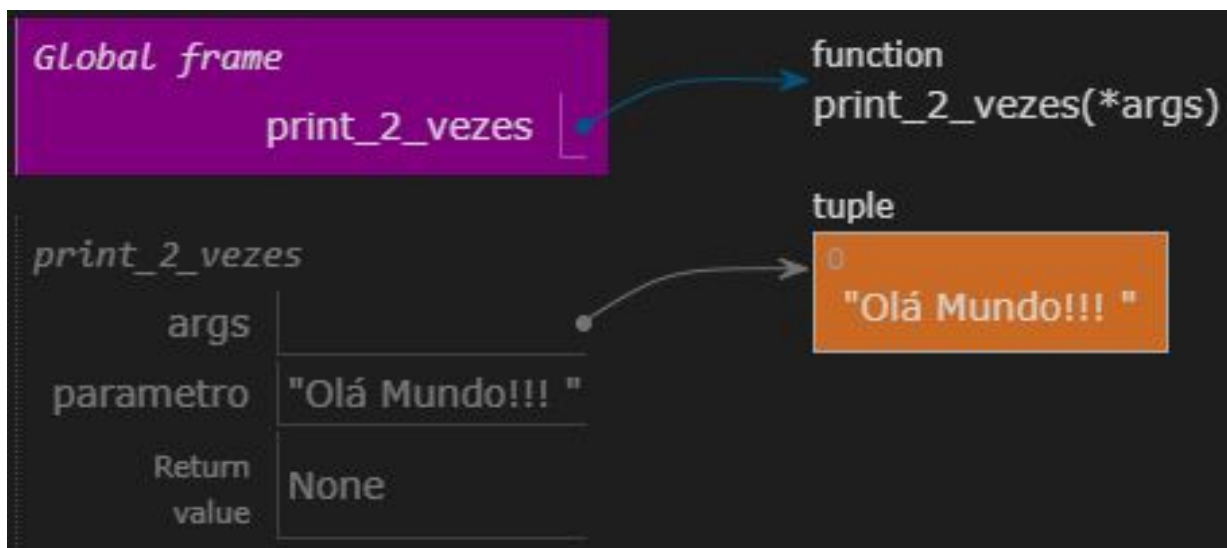 Global frame
print_2_vezes
function
print_2_vezes(*args)
tuple
0
"Olá Mundo!!! "
print_2_vezes
args
parametro "Olá Mundo!!! "
Return
value None